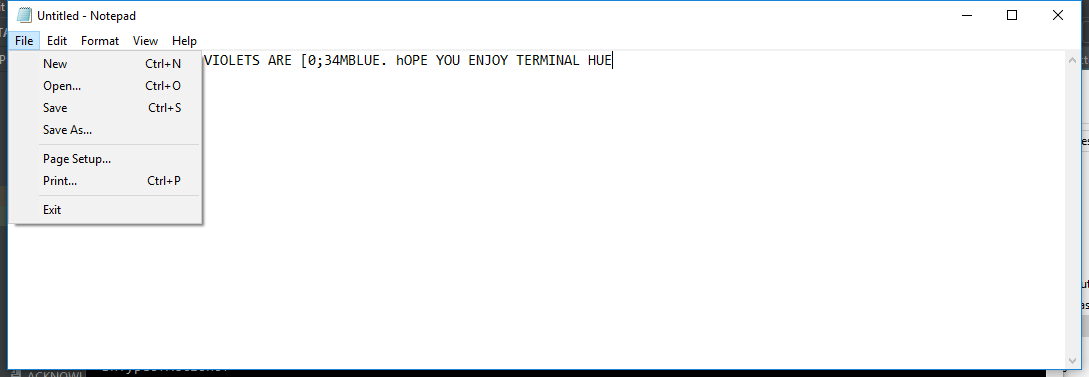 Untitled - Notepad
File Edit Format View Help
VIOLETS ARE [0;34MBLUE. hOPE YOU ENJOY TERMINAL HUE
New Ctrl+N
Open... Ctrl+O
Save Ctrl+S
Save As...
Page Setup...
Print... Ctrl+P
Exit
ACKNOWL